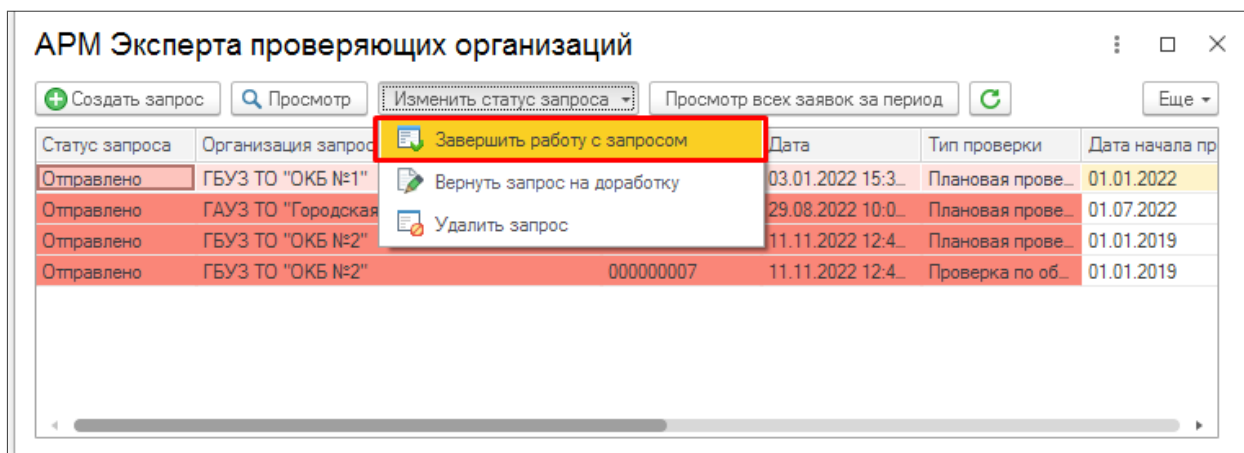 АРМ Эксперта проверяющих организаций
Создать запрос Просмотр Изменить статус запроса Просмотр всех заявок за период Еще
Статус запроса Организация запрос Завершить работу с запросом Дата Тип проверки Дата начала пр
Отправлено ГБУЗ ТО "ОКБ №1" Вернуть запрос на доработку 03.01.2022 15:3... Плановая прове... 01.01.2022
Отправлено ГАУЗ ТО "Городская Удалить запрос 29.08.2022 10:0... Плановая прове... 01.07.2022
Отправлено ГБУЗ ТО "ОКБ №2" 11.11.2022 12:4... Плановая прове... 01.01.2019
Отправлено ГБУЗ ТО "ОКБ №2" 000000007 11.11.2022 12:4... Проверка по об... 01.01.2019